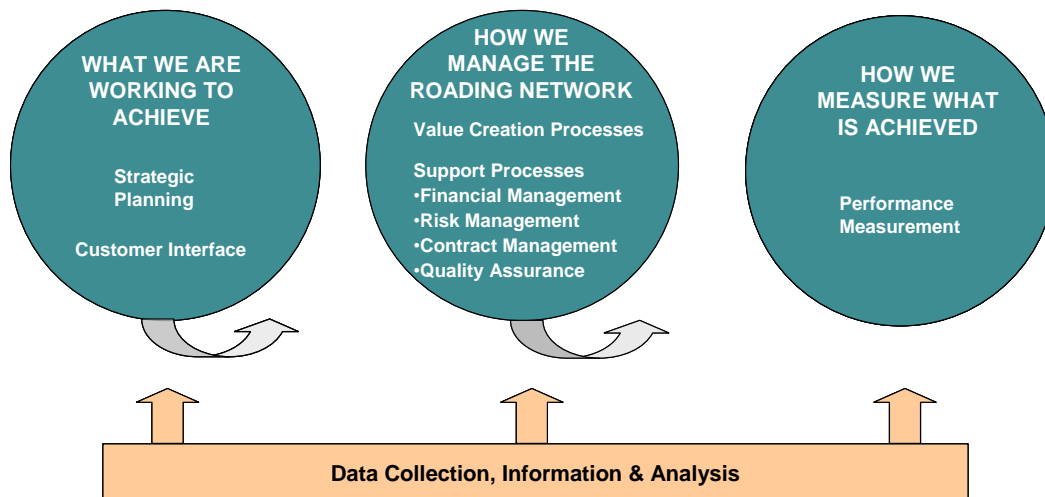 WHAT WE ARE
WORKING TO
ACHIEVE
Strategic
Planning
Customer Interface
HOW WE
MANAGE THE
ROADING NETWORK
Value Creation Processes
Support Processes
•Financial Management
•Risk Management
•Contract Management
•Quality Assurance
HOW WE
MEASURE WHAT
IS ACHIEVED
Performance
Measurement
Data Collection, Information & Analysis